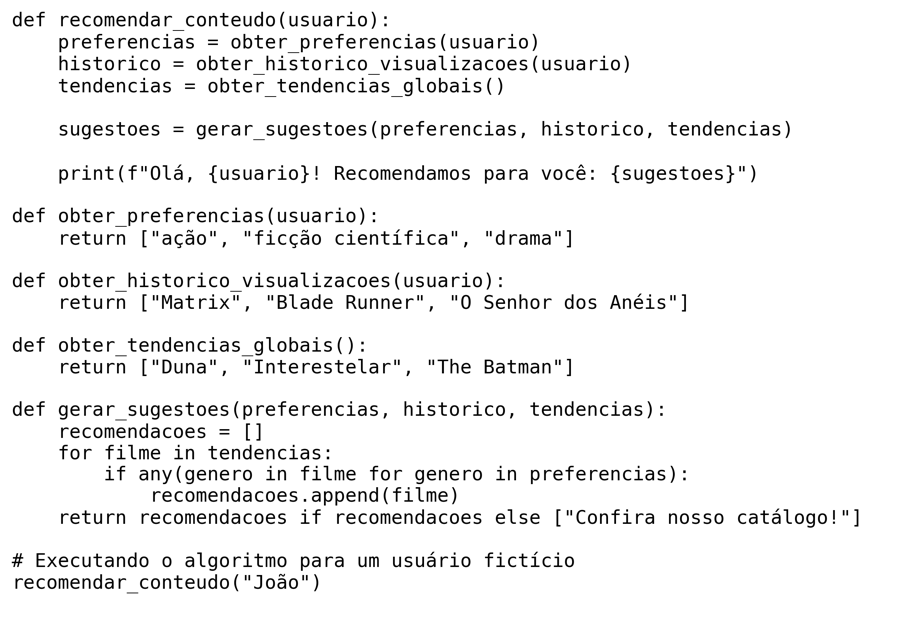 def recomendar_conteudo(usuario):
    preferencias = obter_preferencias(usuario)
    historico = obter_historico_visualizacoes(usuario)
    tendencias = obter_tendencias_globais()

    sugestoes = gerar_sugestoes(preferencias, historico, tendencias)

    print(f"Olá, {usuario}! Recomendamos para você: {sugestoes}")

def obter_preferencias(usuario):
    return ["ação", "ficção científica", "drama"]

def obter_historico_visualizacoes(usuario):
    return ["Matrix", "Blade Runner", "O Senhor dos Anéis"]

def obter_tendencias_globais():
    return ["Duna", "Interestelar", "The Batman"]

def gerar_sugestoes(preferencias, historico, tendencias):
    recomendacoes = []
    for filme in tendencias:
        if any(genero in filme for genero in preferencias):
            recomendacoes.append(filme)
    return recomendacoes if recomendacoes else ["Confira nosso catálogo!"]

# Executando o algoritmo para um usuário fictício
recomendar_conteudo("João")